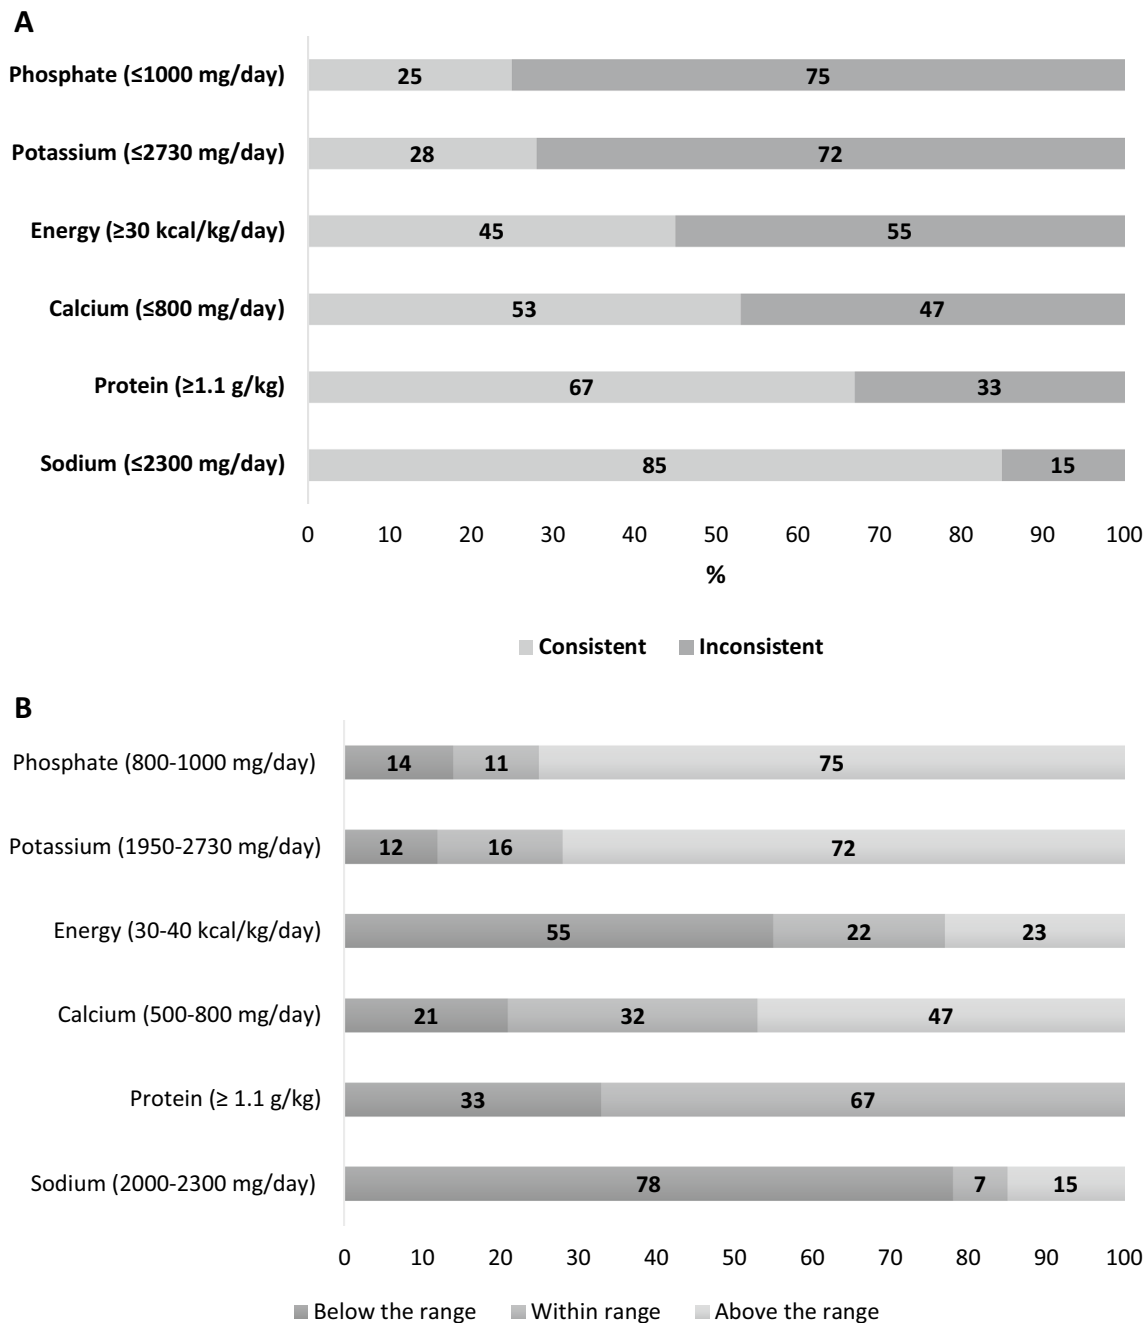 A
Phosphate (≤1000 mg/day) 25 75
Potassium (≤2730 mg/day) 28 72
Energy (≥30 kcal/kg/day) 45 55
Calcium (≤800 mg/day) 53 47
Protein (≥1.1 g/kg) 67 33
Sodium (≤2300 mg/day) 85 15
0 10 20 30 40 50 60 70 80 90 100
%
Consistent Inconsistent
B
Phosphate (800-1000 mg/day) 14 11 75
Potassium (1950-2730 mg/day) 12 16 72
Energy (30-40 kcal/kg/day) 55 22 23
Calcium (500-800 mg/day) 21 32 47
Protein (≥ 1.1 g/kg) 33 67
Sodium (2000-2300 mg/day) 78 7 15
0 10 20 30 40 50 60 70 80 90 100
Below the range Within range Above the range